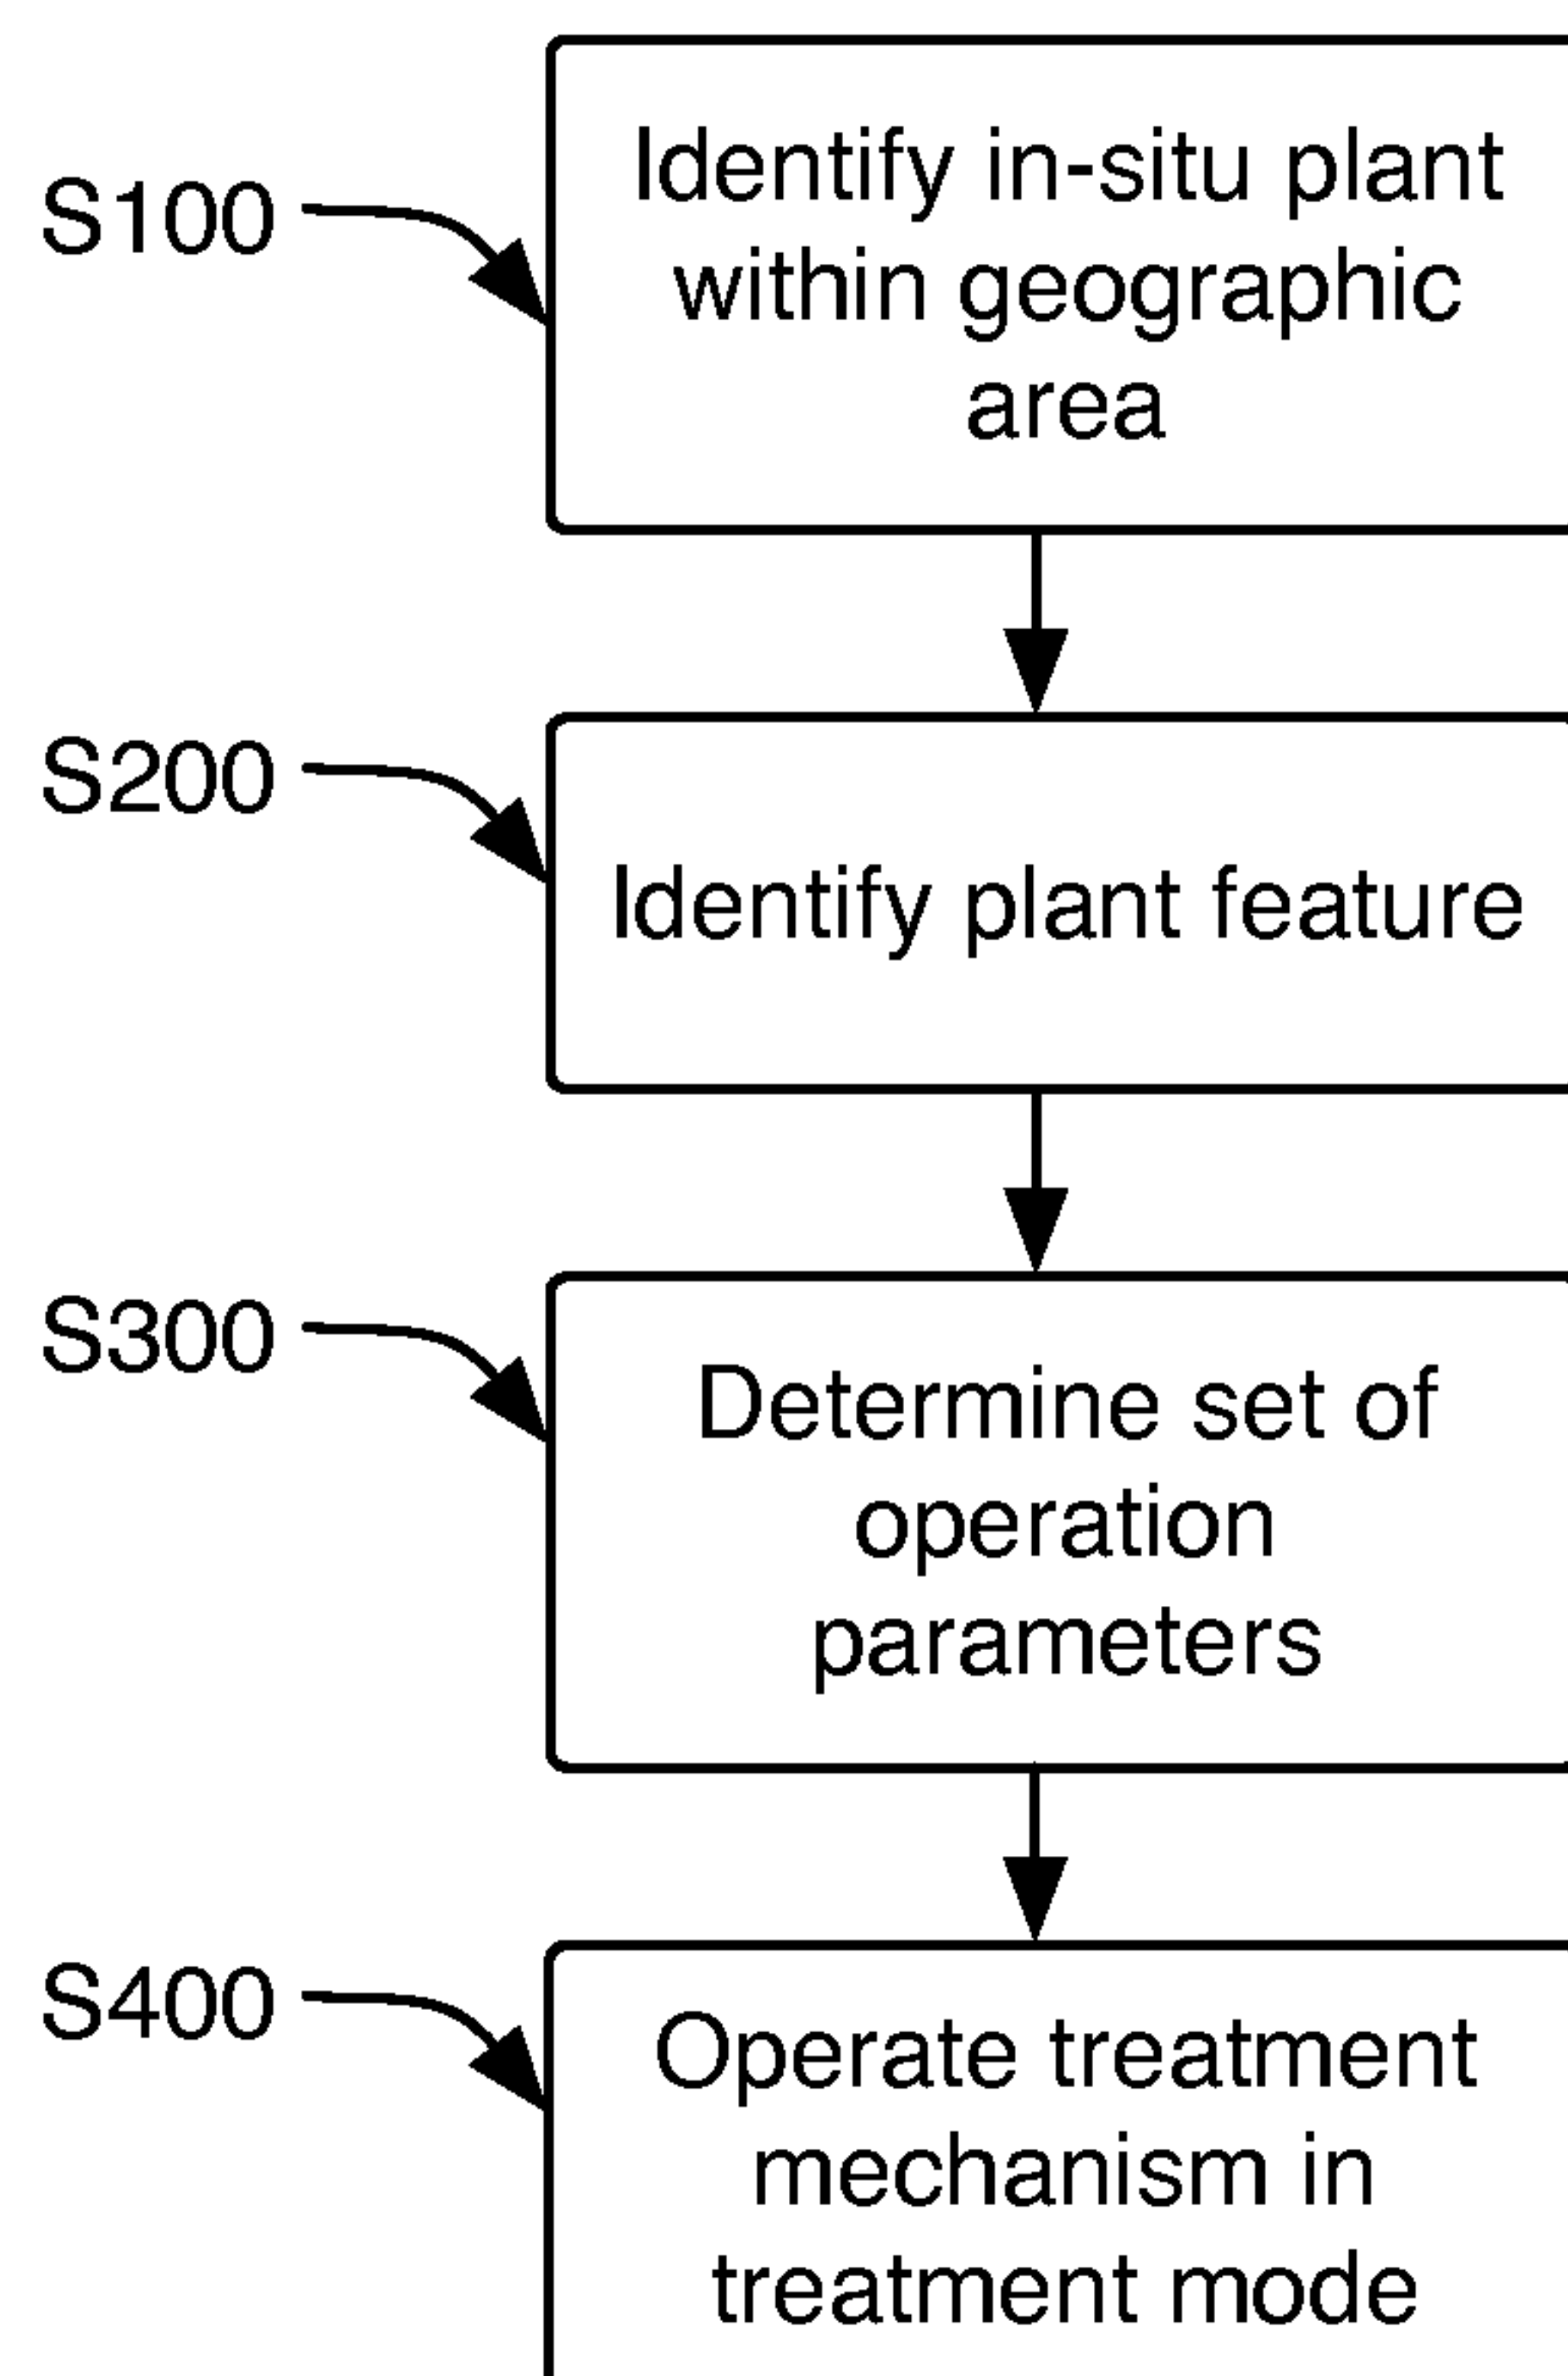 S100
Identify in-situ plant
within geographic
area
S200
Identify plant feature
S300
Determine set of
operation
parameters
S400
Operate treatment
mechanism in
treatment mode